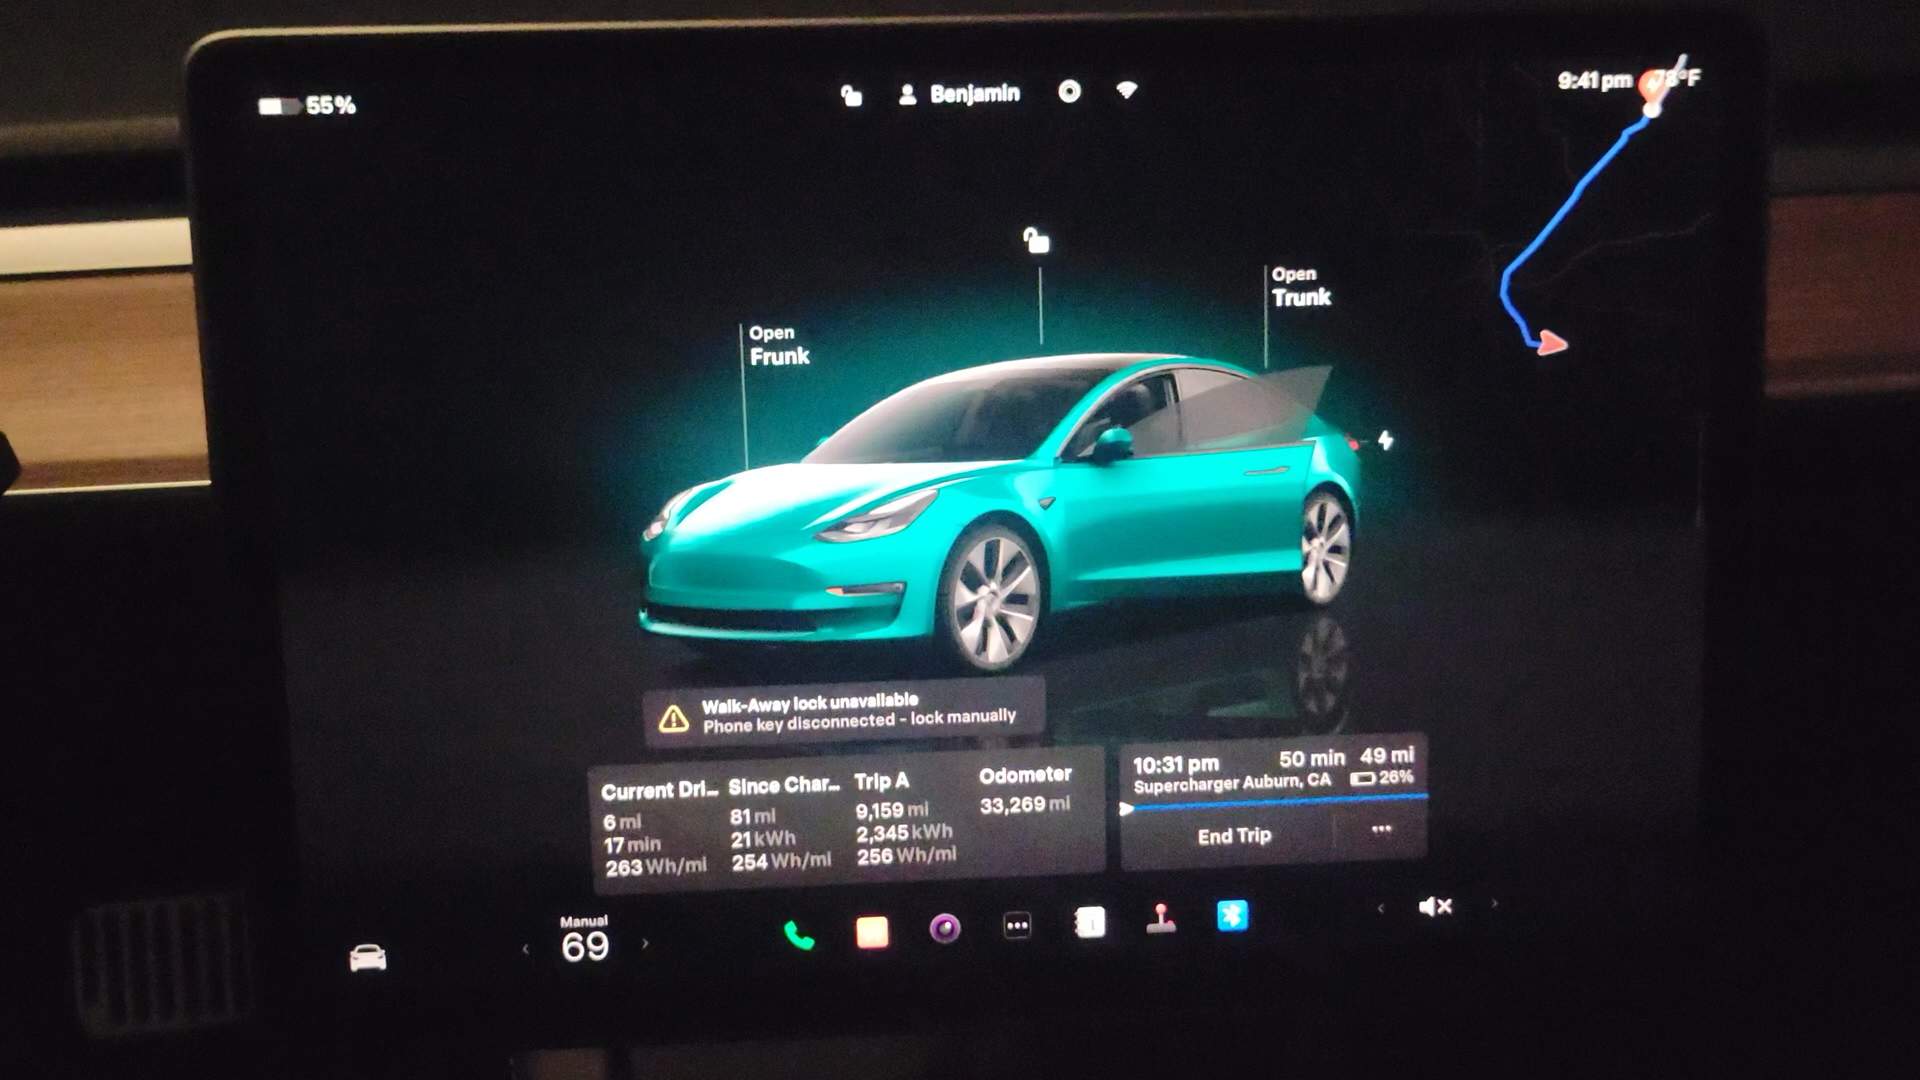 55%
Benjamin
9:41 pm
78°F
Open
Trunk
Open
Frunk
Walk-Away lock unavailable
Phone key disconnected - lock manually
Current Dri...
6 mi
17 min
263 Wh/mi
Since Char...
81 mi
21 kWh
254 Wh/mi
Trip A
9,159 mi
2,345 kWh
256 Wh/mi
Odometer
33,269 mi
10:31 pm 50 min 49 mi
Supercharger Auburn, CA 26%
End Trip
Manual
69